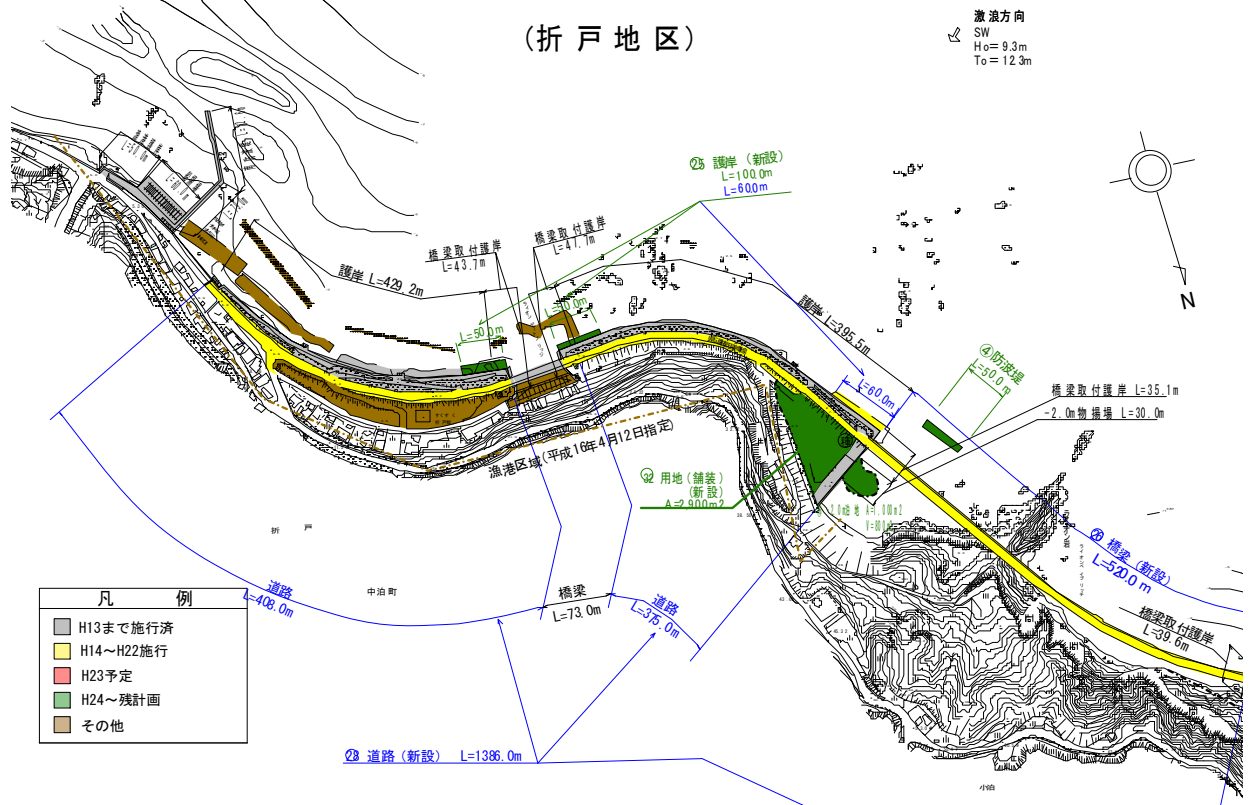 (折戸地区)
激浪方向
SW
Ho=9.3m
To=12.3m
㉕ 護岸(新設)
L=100.0m
L=60.0m
橋梁取付護岸
L=47.7m
橋梁取付護岸
L=43.7m
護岸 L=429.2m
L=50.0m
L=50.0m
護岸 L=395.5m
N
④防波堤
L=50.0m
L=60.0m
橋梁取付護岸 L=35.1m
-2.0m物揚場 L=30.0m
漁港区域(平成16年4月12日指定)
㉜ 用地(舗装)
(新設)
A=2,900m2
㉖ 橋梁(新設)
L=520.0m
橋梁取付護岸
L=39.6m
折戸
中泊町
道路
L=408.0m
橋梁
L=73.0m
道路
L=375.0m
㉘ 道路(新設) L=1386.0m
小泊
凡例
H13まで施行済
H14～H22施行
H23予定
H24～残計画
その他